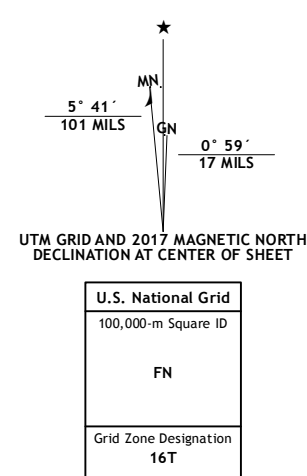 MN
5° 41´
101 MILS
GN
0° 59´
17 MILS
UTM GRID AND 2017 MAGNETIC NORTH
DECLINATION AT CENTER OF SHEET
U.S. National Grid
100,000-m Square ID
FN
Grid Zone Designation
16T